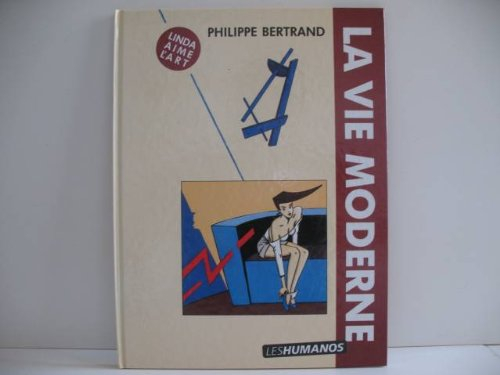 LINDA
AIME
L'ART
PHILIPPE BERTRAND
LA VIE MODERNE
LES HUMANOS